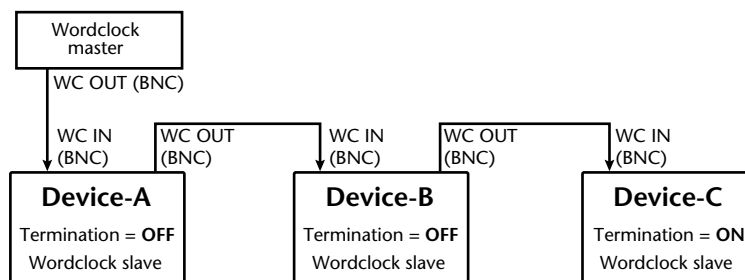 Wordclock
master
WC OUT (BNC)
WC IN
(BNC)
WC OUT
(BNC)
WC IN
(BNC)
WC OUT
(BNC)
WC IN
(BNC)
Device-A
Termination = OFF
Wordclock slave
Device-B
Termination = OFF
Wordclock slave
Device-C
Termination = ON
Wordclock slave